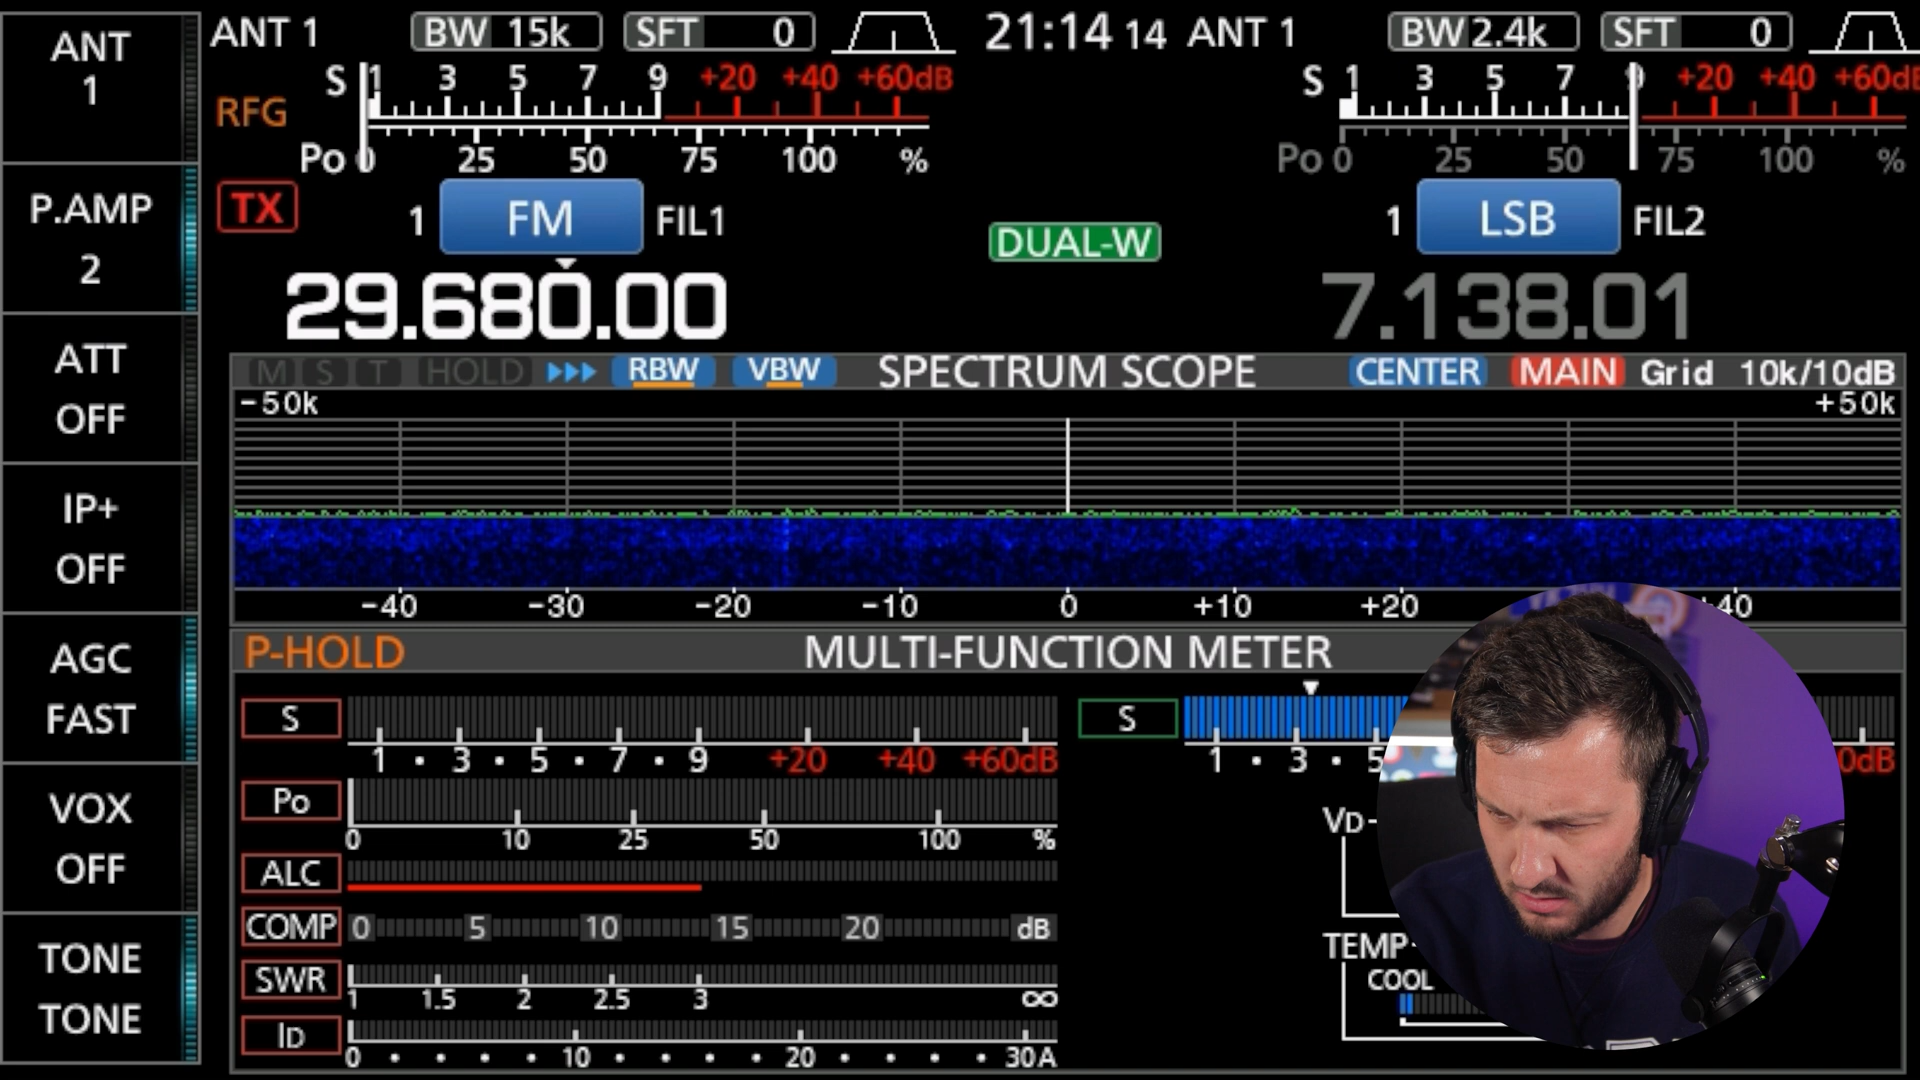 ANT
1
P.AMP
2
ATT
OFF
IP+
OFF
AGC
FAST
VOX
OFF
TONE
TONE
ANT 1 BW 15k SFT 0 21:14 14 ANT 1 BW 2.4k SFT 0
S 1 3 5 7 9 +20 +40 +60dB
RFG
Po 0 25 50 75 100 %
S 1 3 5 7 9 +20 +40 +60dB
Po 0 25 50 75 100 %
TX 1 FM FIL1
DUAL-W
1 LSB FIL2
29.680.00
7.138.01
M S T HOLD RBW VBW SPECTRUM SCOPE CENTER MAIN Grid 10k/10dB
-50k +50k
-40 -30 -20 -10 0 +10 +20 +40
P-HOLD MULTI-FUNCTION METER
S
1 • 3 • 5 • 7 • 9 +20 +40 +60dB
S
1 • 3 • 5 0dB
Po
0 10 25 50 100 %
ALC
COMP 0 5 10 15 20 dB
SWR
1 1.5 2 2.5 3 ∞
ID
0 10 20 30A
VD
TEMP
COOL